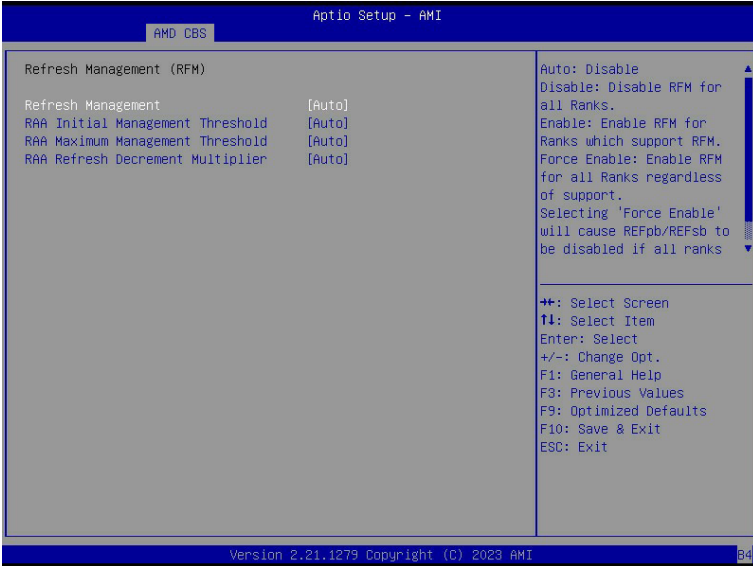 Aptio Setup – AMI
AMD CBS
Refresh Management (RFM)
Refresh Management [Auto]
RAA Initial Management Threshold [Auto]
RAA Maximum Management Threshold [Auto]
RAA Refresh Decrement Multiplier [Auto]
Auto: Disable
Disable: Disable RFM for
all Ranks.
Enable: Enable RFM for
Ranks which support RFM.
Force Enable: Enable RFM
for all Ranks regardless
of support.
Selecting 'Force Enable'
will cause REFpb/REFsb to
be disabled if all ranks
→←: Select Screen
↑↓: Select Item
Enter: Select
+/-: Change Opt.
F1: General Help
F3: Previous Values
F9: Optimized Defaults
F10: Save & Exit
ESC: Exit
Version 2.21.1279 Copyright (C) 2023 AMI
B4